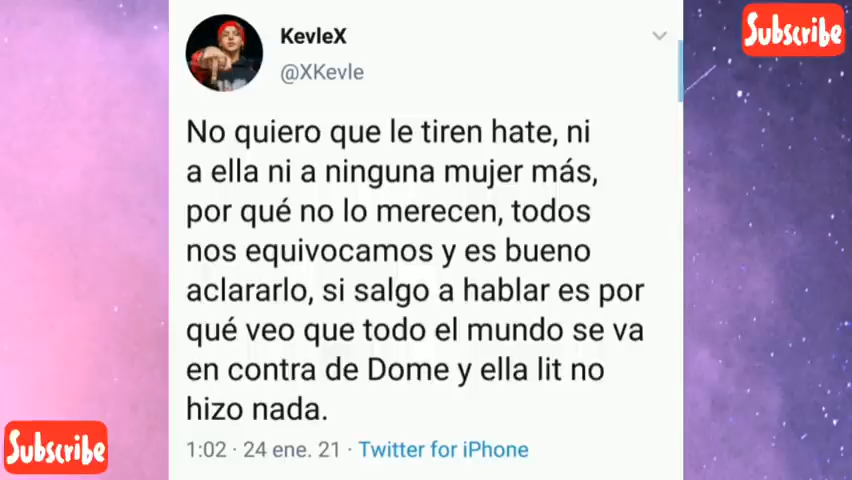 KevleX
Subscribe
@XKevle
No quiero que le tiren hate, ni
a ella ni a ninguna mujer más,
por qué no lo merecen, todos
nos equivocamos y es bueno
aclararlo, si salgo a hablar es por
qué veo que todo el mundo se va
en contra de Dome y ella lit no
hizo nada.
Subscribe
1:02 · 24 ene. 21 · Twitter for iPhone